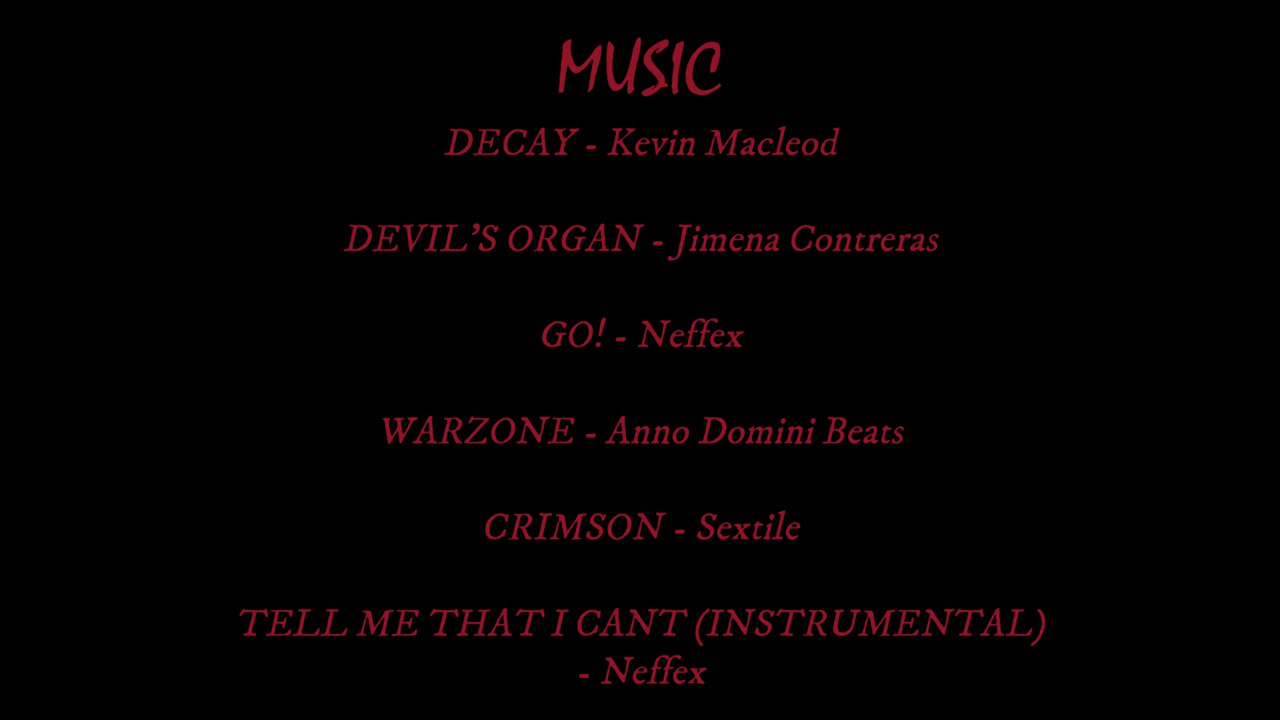 MUSIC
DECAY - Kevin Macleod
DEVIL'S ORGAN - Jimena Contreras
GO! - Neffex
WARZONE - Anno Domini Beats
CRIMSON - Sextile
TELL ME THAT I CANT (INSTRUMENTAL)
- Neffex